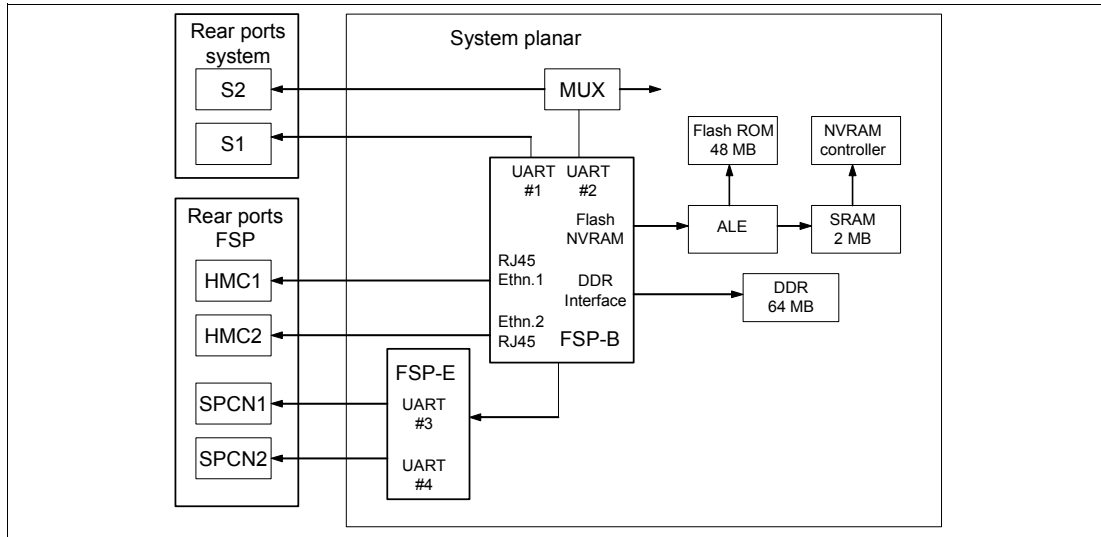 Rear ports
system
S2
S1
Rear ports
FSP
HMC1
HMC2
SPCN1
SPCN2
System planar
MUX
UART
#1
UART
#2
Flash
NVRAM
RJ45
Ethn.1
DDR
Interface
Ethn.2
RJ45
FSP-B
FSP-E
UART
#3
UART
#4
Flash ROM
48 MB
NVRAM
controller
ALE
SRAM
2 MB
DDR
64 MB